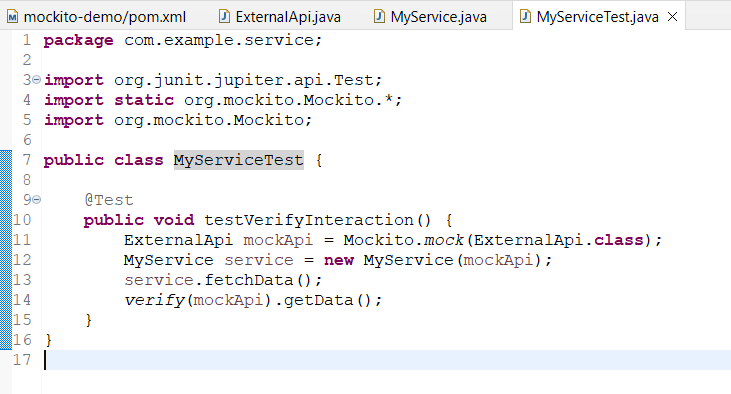 mockito-demo/pom.xml ExternalApi.java MyService.java MyServiceTest.java
1 package com.example.service;
2
3 import org.junit.jupiter.api.Test;
4 import static org.mockito.Mockito.*;
5 import org.mockito.Mockito;
6
7 public class MyServiceTest {
8
9     @Test
10     public void testVerifyInteraction() {
11         ExternalApi mockApi = Mockito.mock(ExternalApi.class);
12         MyService service = new MyService(mockApi);
13         service.fetchData();
14         verify(mockApi).getData();
15     }
16 }
17